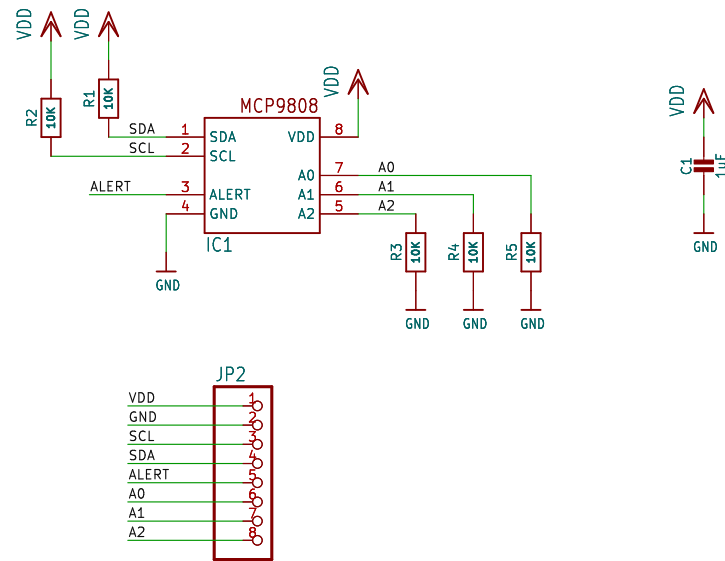 VDD
VDD
R2
10K
R1
10K
SDA
SCL
ALERT
MCP9808
1 SDA
2 SCL
3 ALERT
4 GND
VDD 8
A0 7
A1 6
A2 5
IC1
VDD
A0
A1
A2
GND
R3
10K
R4
10K
R5
10K
GND
GND
GND
VDD
C1
1uF
GND
JP2
VDD 1
GND 2
SCL 3
SDA 4
ALERT 5
A0 6
A1 7
A2 8